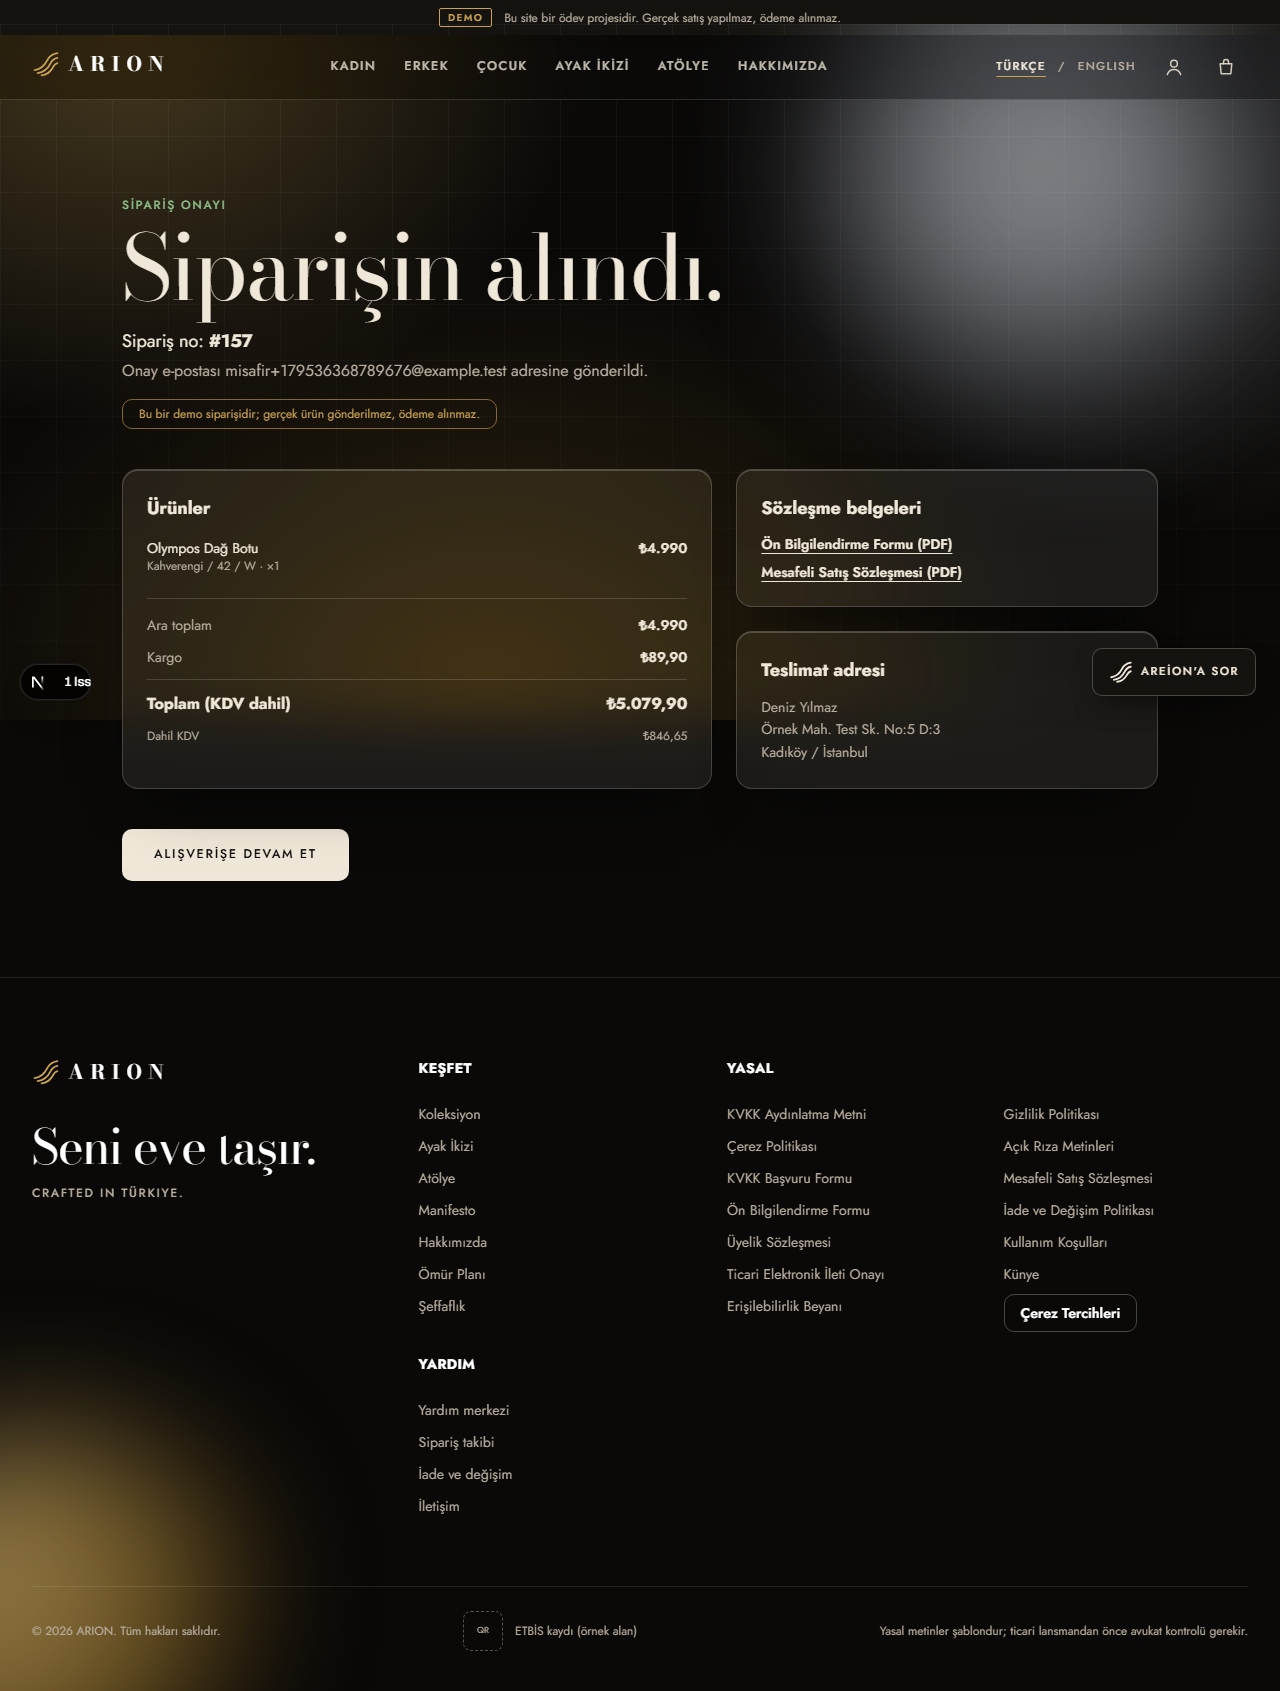 DEMO Bu site bir ödev projesidir. Gerçek satış yapılmaz, ödeme alınmaz.
ARION KADIN ERKEK ÇOCUK AYAK İKİZİ ATÖLYE HAKKIMIZDA TÜRKÇE / ENGLISH
SİPARİŞ ONAYI
Siparişin alındı.
Sipariş no: #157
Onay e-postası misafir+179536368789676@example.test adresine gönderildi.
Bu bir demo siparişidir; gerçek ürün gönderilmez, ödeme alınmaz.
Ürünler
Olympos Dağ Botu ₺4.990
Kahverengi / 42 / W · ×1
Ara toplam ₺4.990
Kargo ₺89,90
Toplam (KDV dahil) ₺5.079,90
Dahil KDV ₺846,65
Sözleşme belgeleri
Ön Bilgilendirme Formu (PDF)
Mesafeli Satış Sözleşmesi (PDF)
Teslimat adresi
Deniz Yılmaz
Örnek Mah. Test Sk. No:5 D:3
Kadıköy / İstanbul
N 1 Iss
AREİON'A SOR
ALIŞVERİŞE DEVAM ET
ARION
Seni eve taşır.
CRAFTED IN TÜRKIYE.
KEŞFET
Koleksiyon
Ayak İkizi
Atölye
Manifesto
Hakkımızda
Ömür Planı
Şeffaflık
YARDIM
Yardım merkezi
Sipariş takibi
İade ve değişim
İletişim
YASAL
KVKK Aydınlatma Metni
Çerez Politikası
KVKK Başvuru Formu
Ön Bilgilendirme Formu
Üyelik Sözleşmesi
Ticari Elektronik İleti Onayı
Erişilebilirlik Beyanı
Gizlilik Politikası
Açık Rıza Metinleri
Mesafeli Satış Sözleşmesi
İade ve Değişim Politikası
Kullanım Koşulları
Künye
Çerez Tercihleri
© 2026 ARION. Tüm hakları saklıdır.
QR ETBİS kaydı (örnek alan)
Yasal metinler şablondur; ticari lansmandan önce avukat kontrolü gerekir.